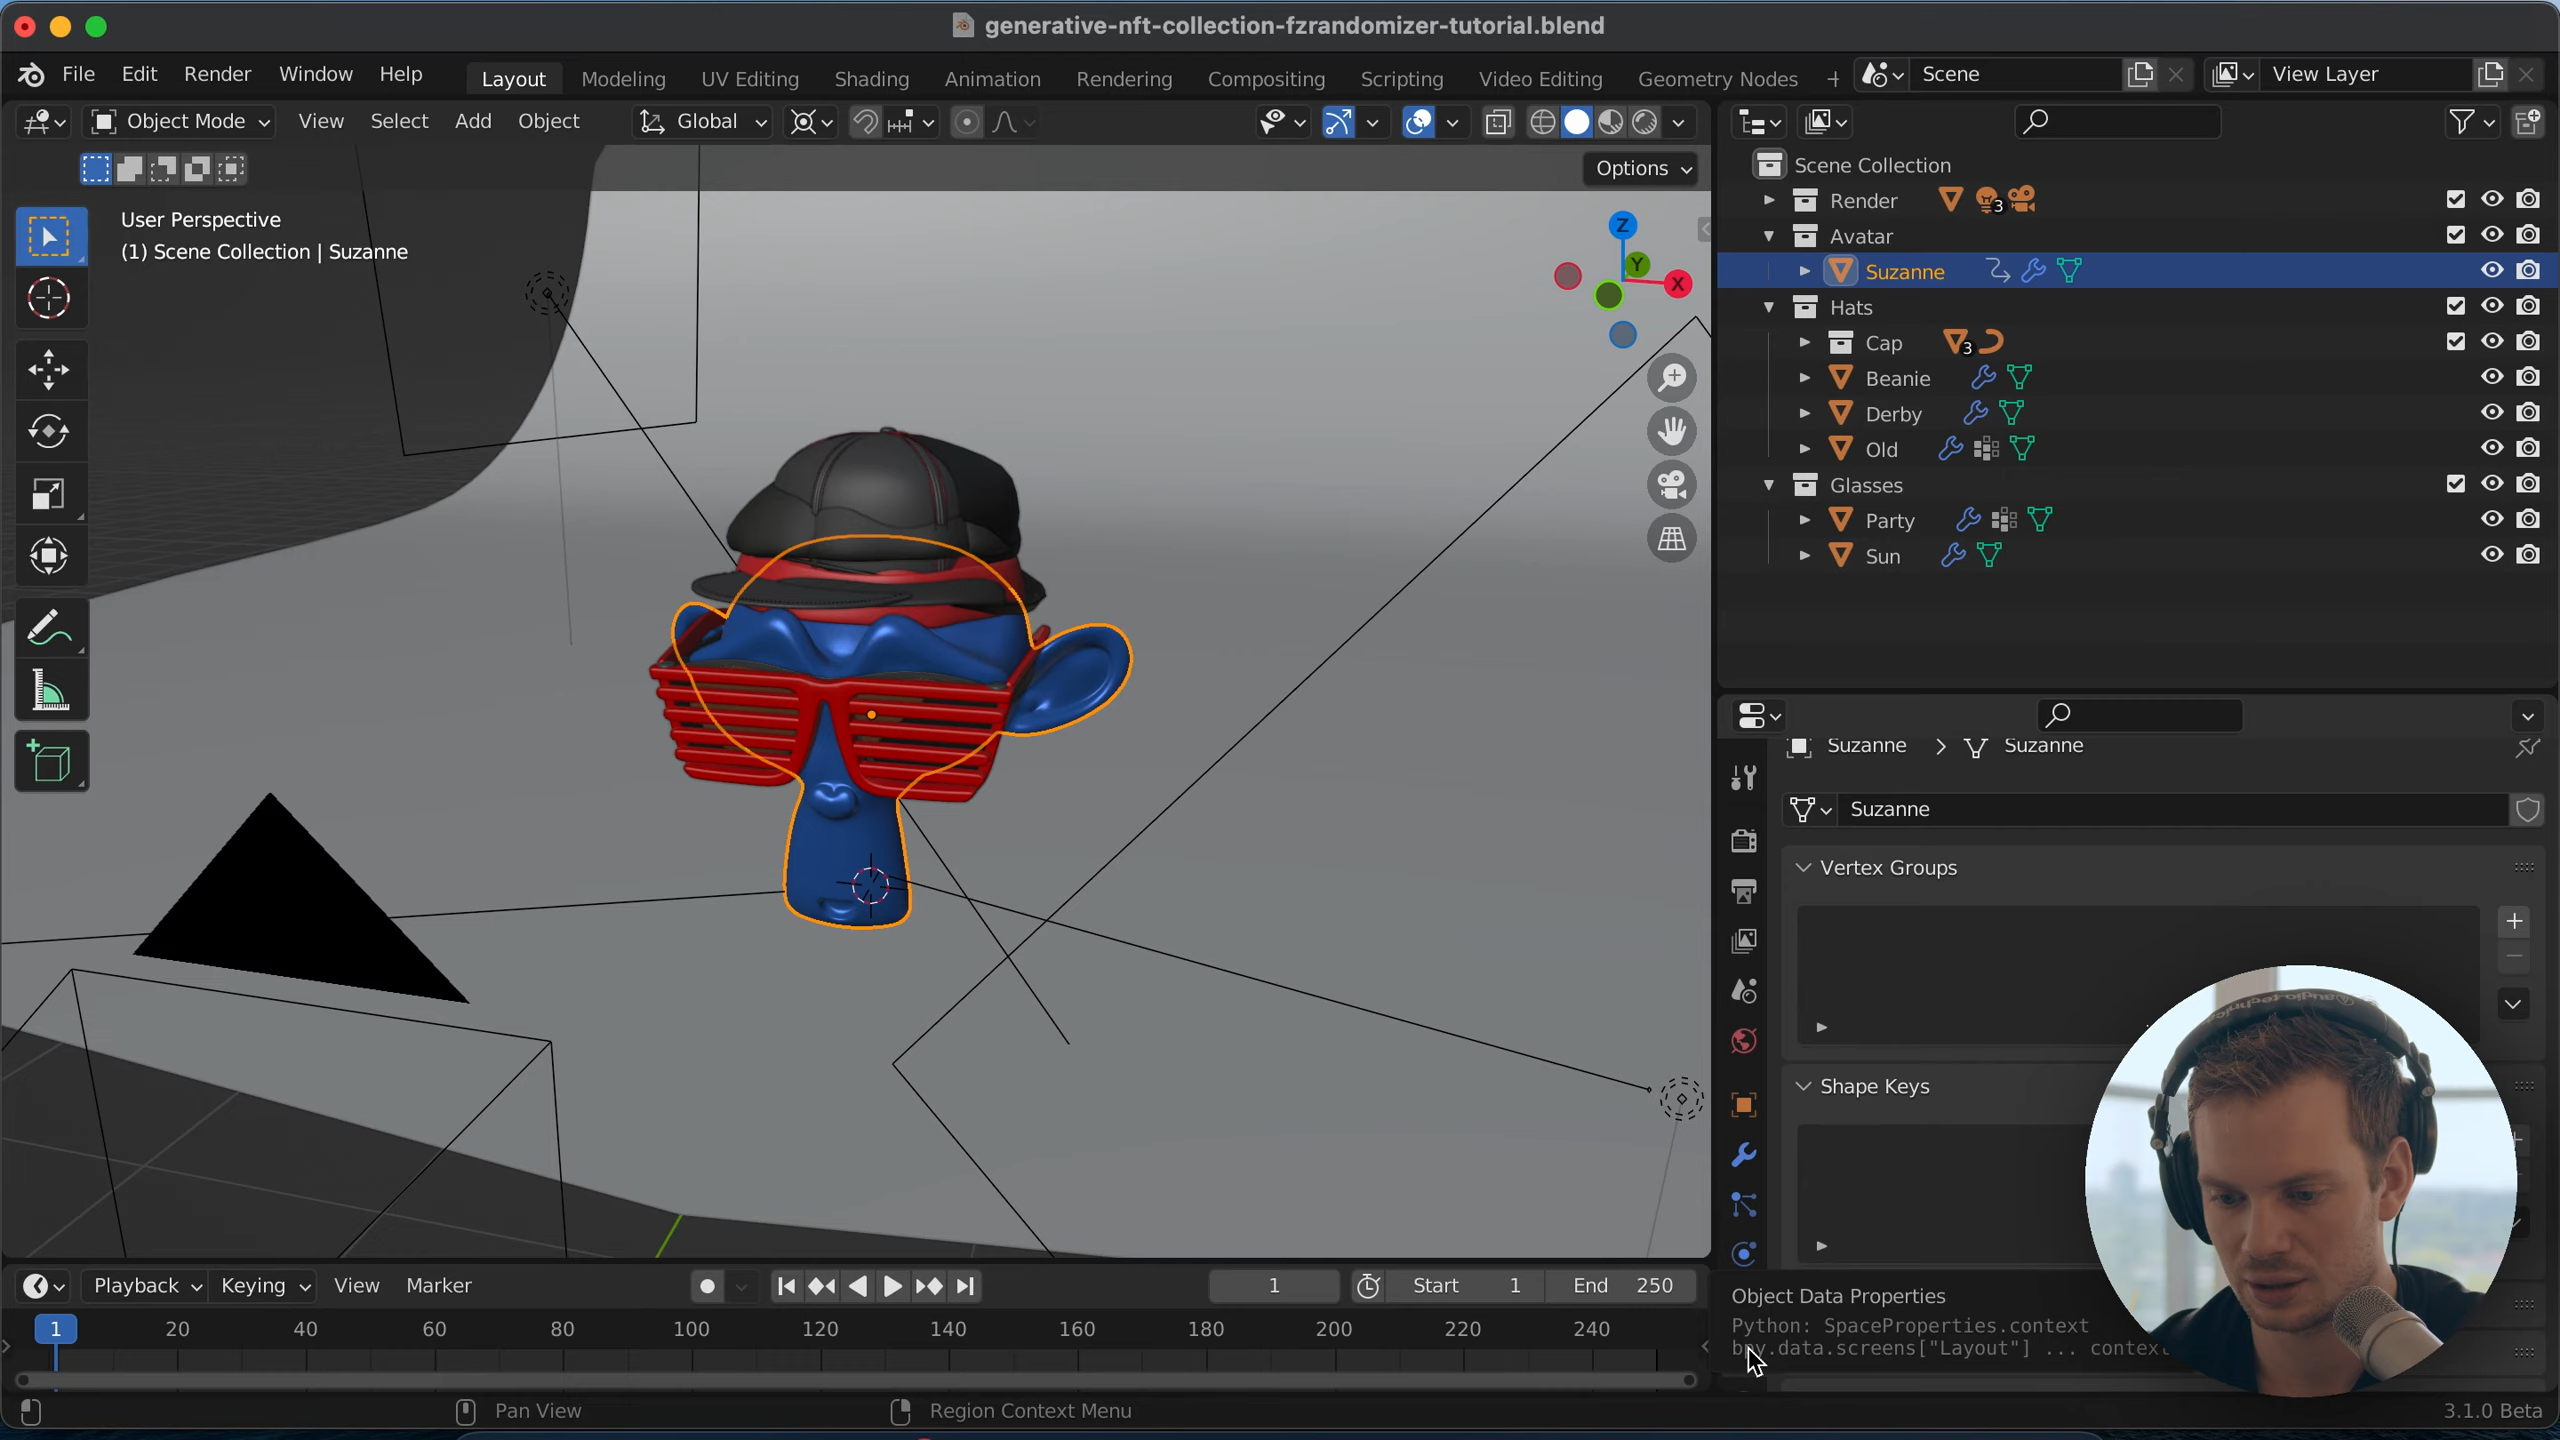 generative-nft-collection-fzrandomizer-tutorial.blend
File Edit Render Window Help Layout Modeling UV Editing Shading Animation Rendering Compositing Scripting Video Editing Geometry Nodes + Scene View Layer
Object Mode View Select Add Object Global
Options
User Perspective
(1) Scene Collection | Suzanne
Z
Y
X
Scene Collection
Render 3
Avatar
Suzanne
Hats
Cap 3
Beanie
Derby
Old
Glasses
Party
Sun
Suzanne > Suzanne
Suzanne
Vertex Groups
Shape Keys
Object Data Properties
Python: SpaceProperties.context
bpy.data.screens["Layout"] ... context
Playback Keying View Marker 1 Start 1 End 250
1 20 40 60 80 100 120 140 160 180 200 220 240
Pan View Region Context Menu 3.1.0 Beta